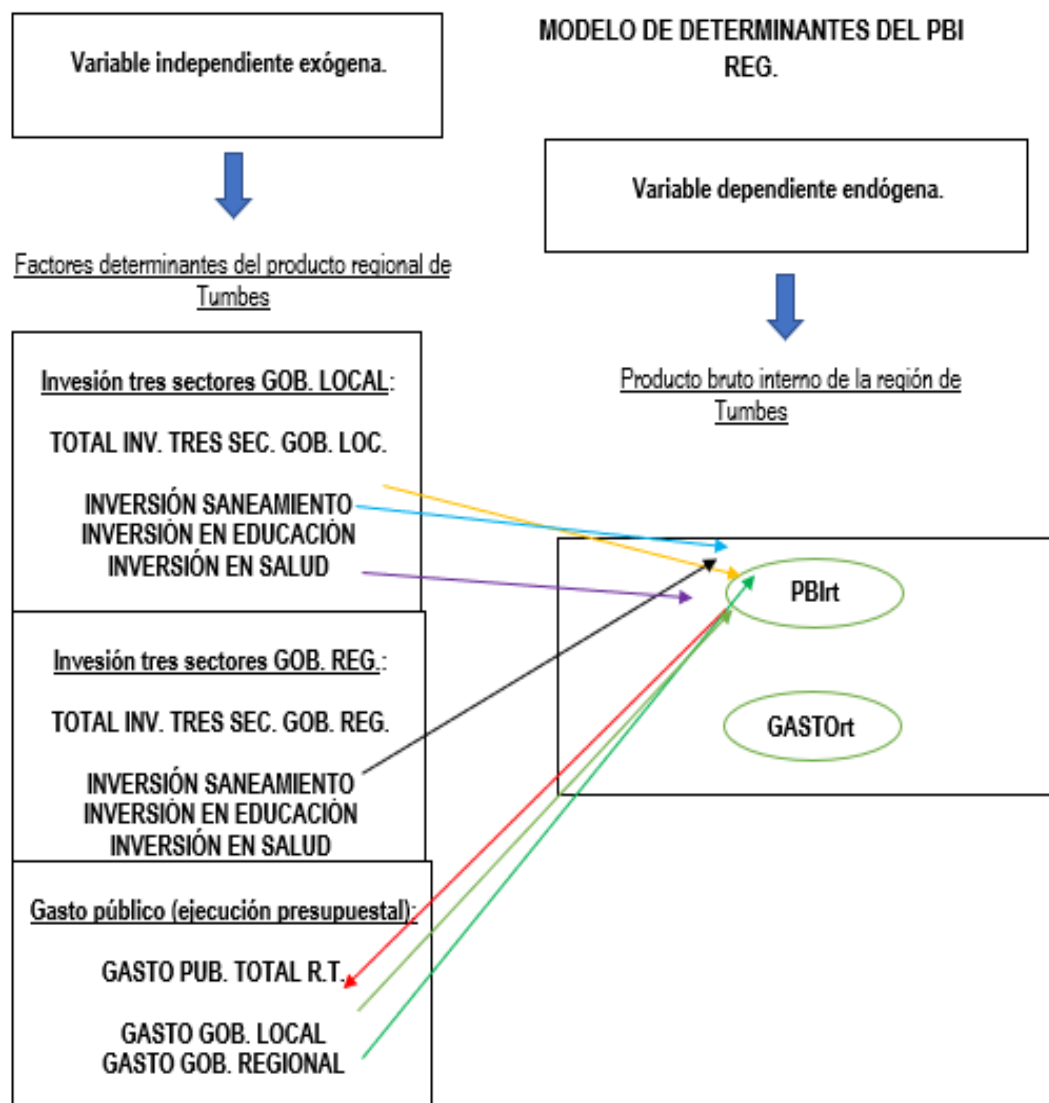 Variable independiente exógena.
MODELO DE DETERMINANTES DEL PBI
REG.
Variable dependiente endógena.
Factores determinantes del producto regional de
Tumbes
Producto bruto interno de la región de
Tumbes
Invesión tres sectores GOB. LOCAL:
TOTAL INV. TRES SEC. GOB. LOC.
INVERSIÓN SANEAMIENTO
INVERSIÓN EN EDUCACIÓN
INVERSIÓN EN SALUD
Invesión tres sectores GOB. REG.:
TOTAL INV. TRES SEC. GOB. REG.
INVERSIÓN SANEAMIENTO
INVERSIÓN EN EDUCACIÓN
INVERSIÓN EN SALUD
Gasto público (ejecución presupuestal):
GASTO PUB. TOTAL R.T.
GASTO GOB. LOCAL
GASTO GOB. REGIONAL
PBIrt
GASTOrt